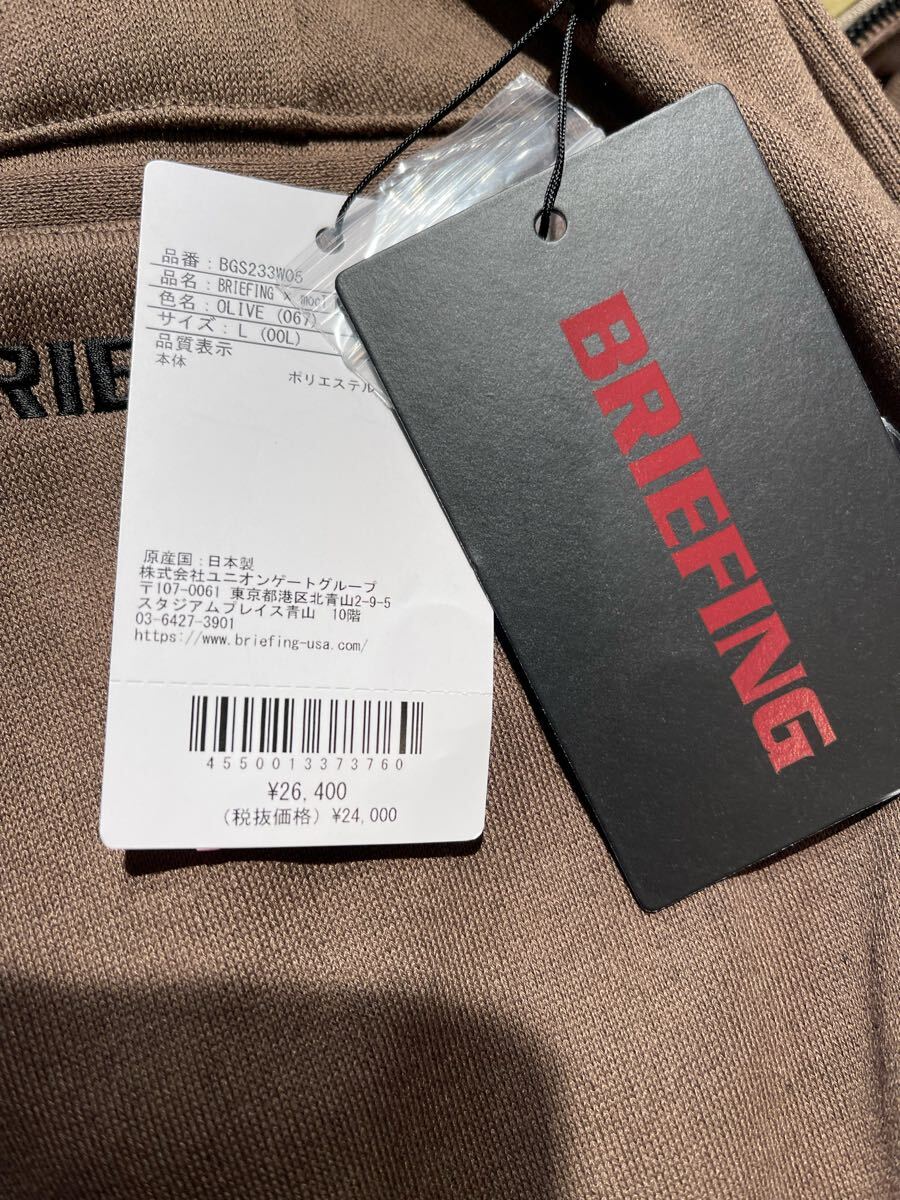 品番 : BGS233W05
品名 : BRIEFING × mocT
色名 : OLIVE (067)
サイズ : L (00L)
品質表示
本体
ポリエステル
原産国 : 日本製
株式会社ユニオンゲートグループ
〒107-0061 東京都港区北青山2-9-5
スタジアムプレイス青山 10階
03-6427-3901
https://www.briefing-usa.com/
4550013373760
¥26,400
(税抜価格) ¥24,000
BRIEFING
RIE